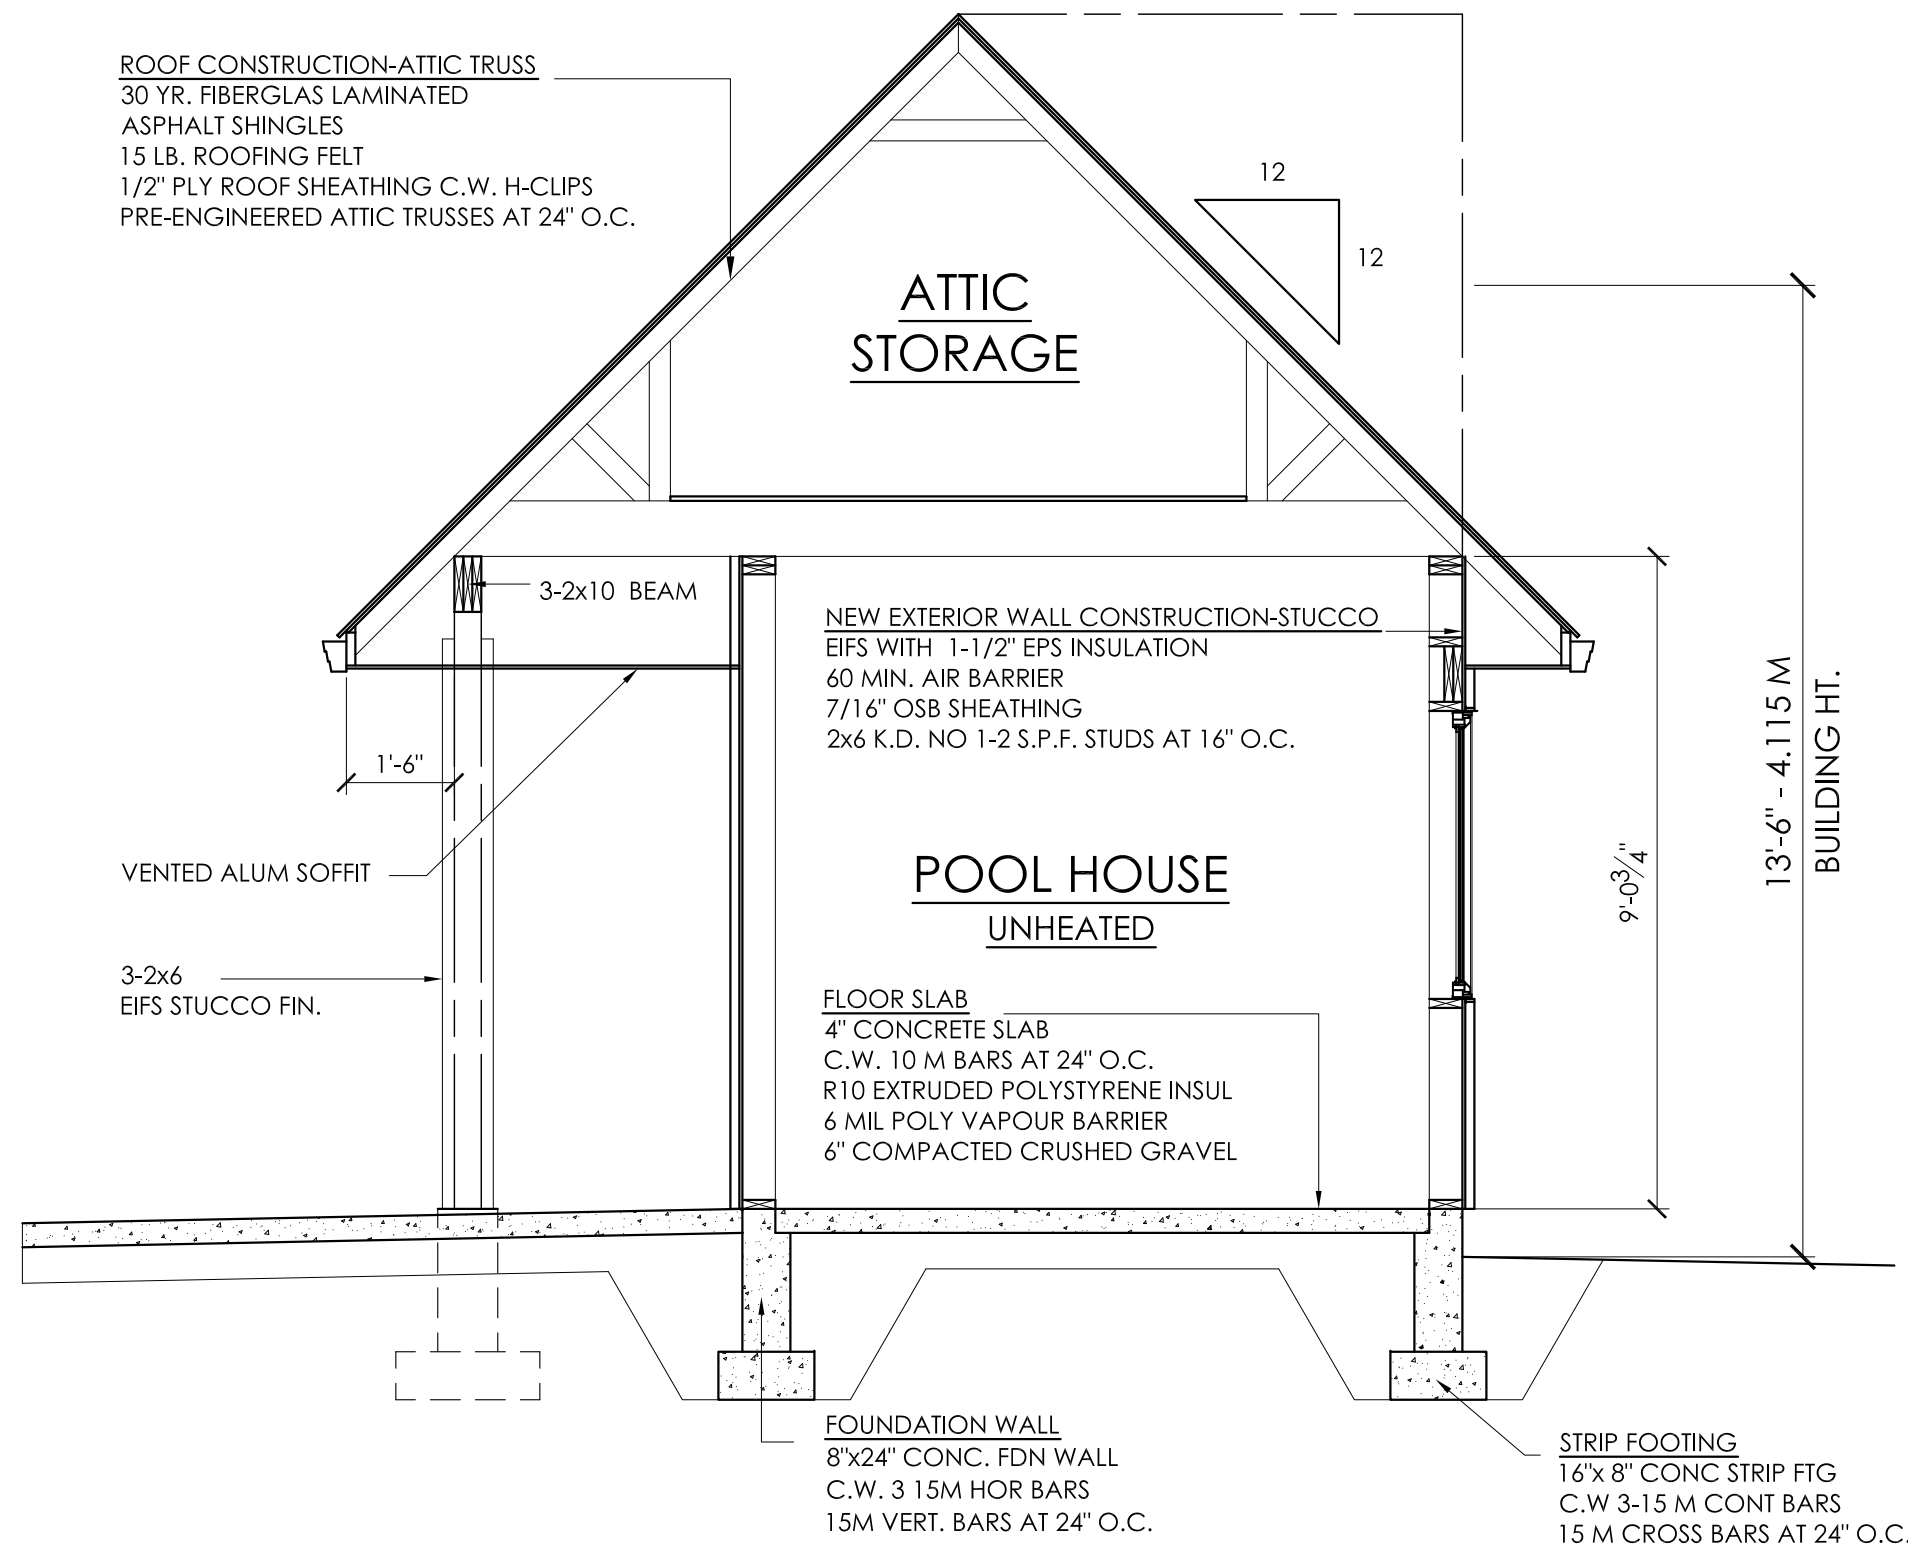 ROOF CONSTRUCTION-ATTIC TRUSS
30 YR. FIBERGLAS LAMINATED
ASPHALT SHINGLES
15 LB. ROOFING FELT
1/2" PLY ROOF SHEATHING C.W. H-CLIPS
PRE-ENGINEERED ATTIC TRUSSES AT 24" O.C.
12
12
ATTIC
STORAGE
3-2x10 BEAM
NEW EXTERIOR WALL CONSTRUCTION-STUCCO
EIFS WITH 1-1/2" EPS INSULATION
60 MIN. AIR BARRIER
7/16" OSB SHEATHING
2x6 K.D. NO 1-2 S.P.F. STUDS AT 16" O.C.
1'-6"
VENTED ALUM SOFFIT
POOL HOUSE
UNHEATED
9'-0 3/4"
13'-6" - 4.115 M
BUILDING HT.
3-2x6
EIFS STUCCO FIN.
FLOOR SLAB
4" CONCRETE SLAB
C.W. 10 M BARS AT 24" O.C.
R10 EXTRUDED POLYSTYRENE INSUL
6 MIL POLY VAPOUR BARRIER
6" COMPACTED CRUSHED GRAVEL
FOUNDATION WALL
8"x24" CONC. FDN WALL
C.W. 3 15M HOR BARS
15M VERT. BARS AT 24" O.C.
STRIP FOOTING
16"x 8" CONC STRIP FTG
C.W 3-15 M CONT BARS
15 M CROSS BARS AT 24" O.C.